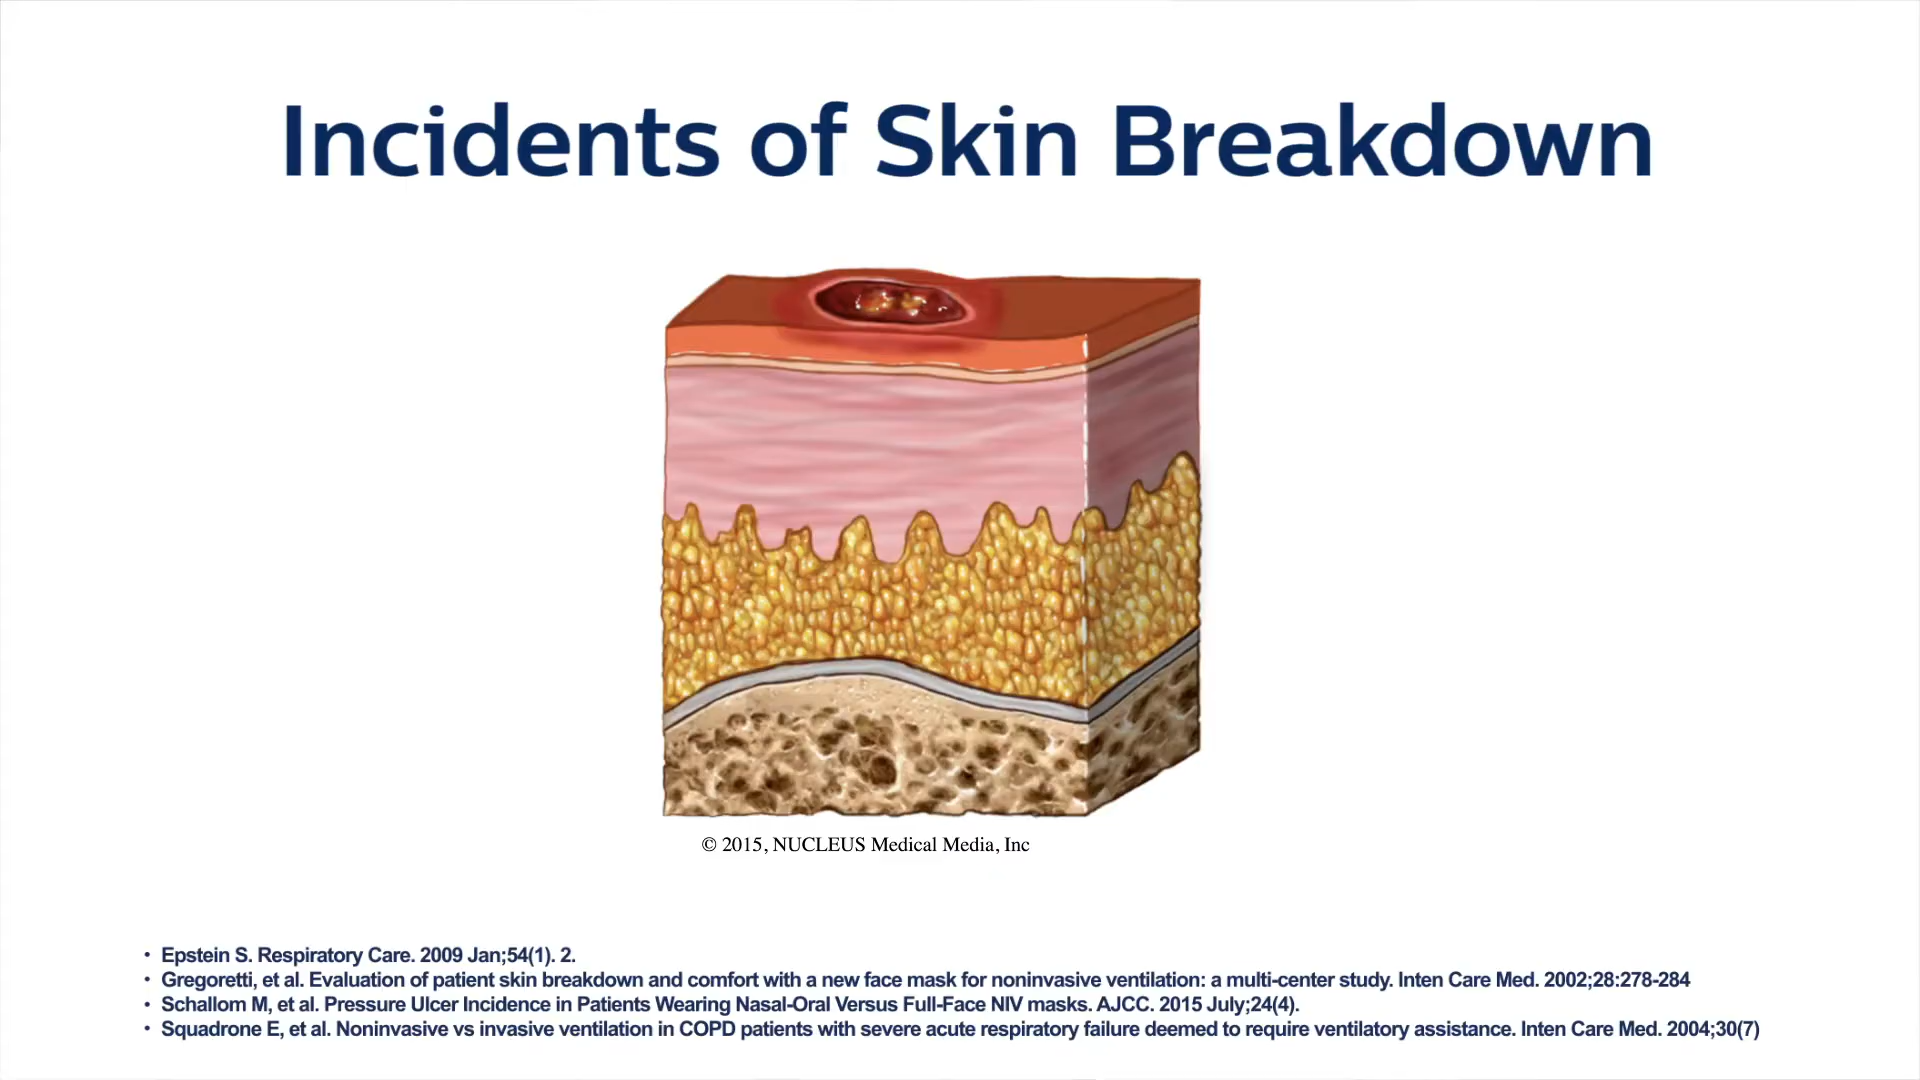 Incidents of Skin Breakdown
© 2015, NUCLEUS Medical Media, Inc
• Epstein S. Respiratory Care. 2009 Jan;54(1). 2.
• Gregoretti, et al. Evaluation of patient skin breakdown and comfort with a new face mask for noninvasive ventilation: a multi-center study. Inten Care Med. 2002;28:278-284
• Schallom M, et al. Pressure Ulcer Incidence in Patients Wearing Nasal-Oral Versus Full-Face NIV masks. AJCC. 2015 July;24(4).
• Squadrone E, et al. Noninvasive vs invasive ventilation in COPD patients with severe acute respiratory failure deemed to require ventilatory assistance. Inten Care Med. 2004;30(7)